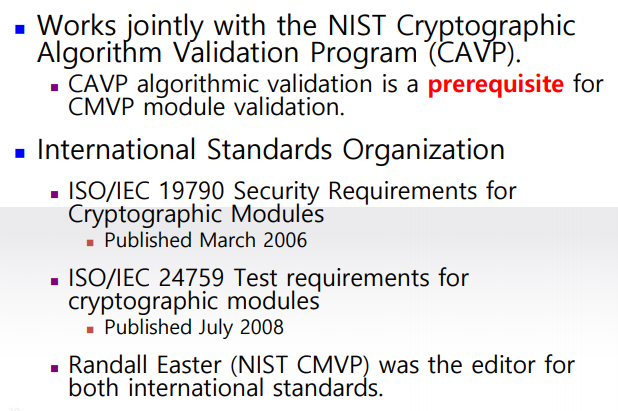 Works jointly with the NIST Cryptographic
Algorithm Validation Program (CAVP).
CAVP algorithmic validation is a prerequisite for
CMVP module validation.
International Standards Organization
ISO/IEC 19790 Security Requirements for
Cryptographic Modules
Published March 2006
ISO/IEC 24759 Test requirements for
cryptographic modules
Published July 2008
Randall Easter (NIST CMVP) was the editor for
both international standards.